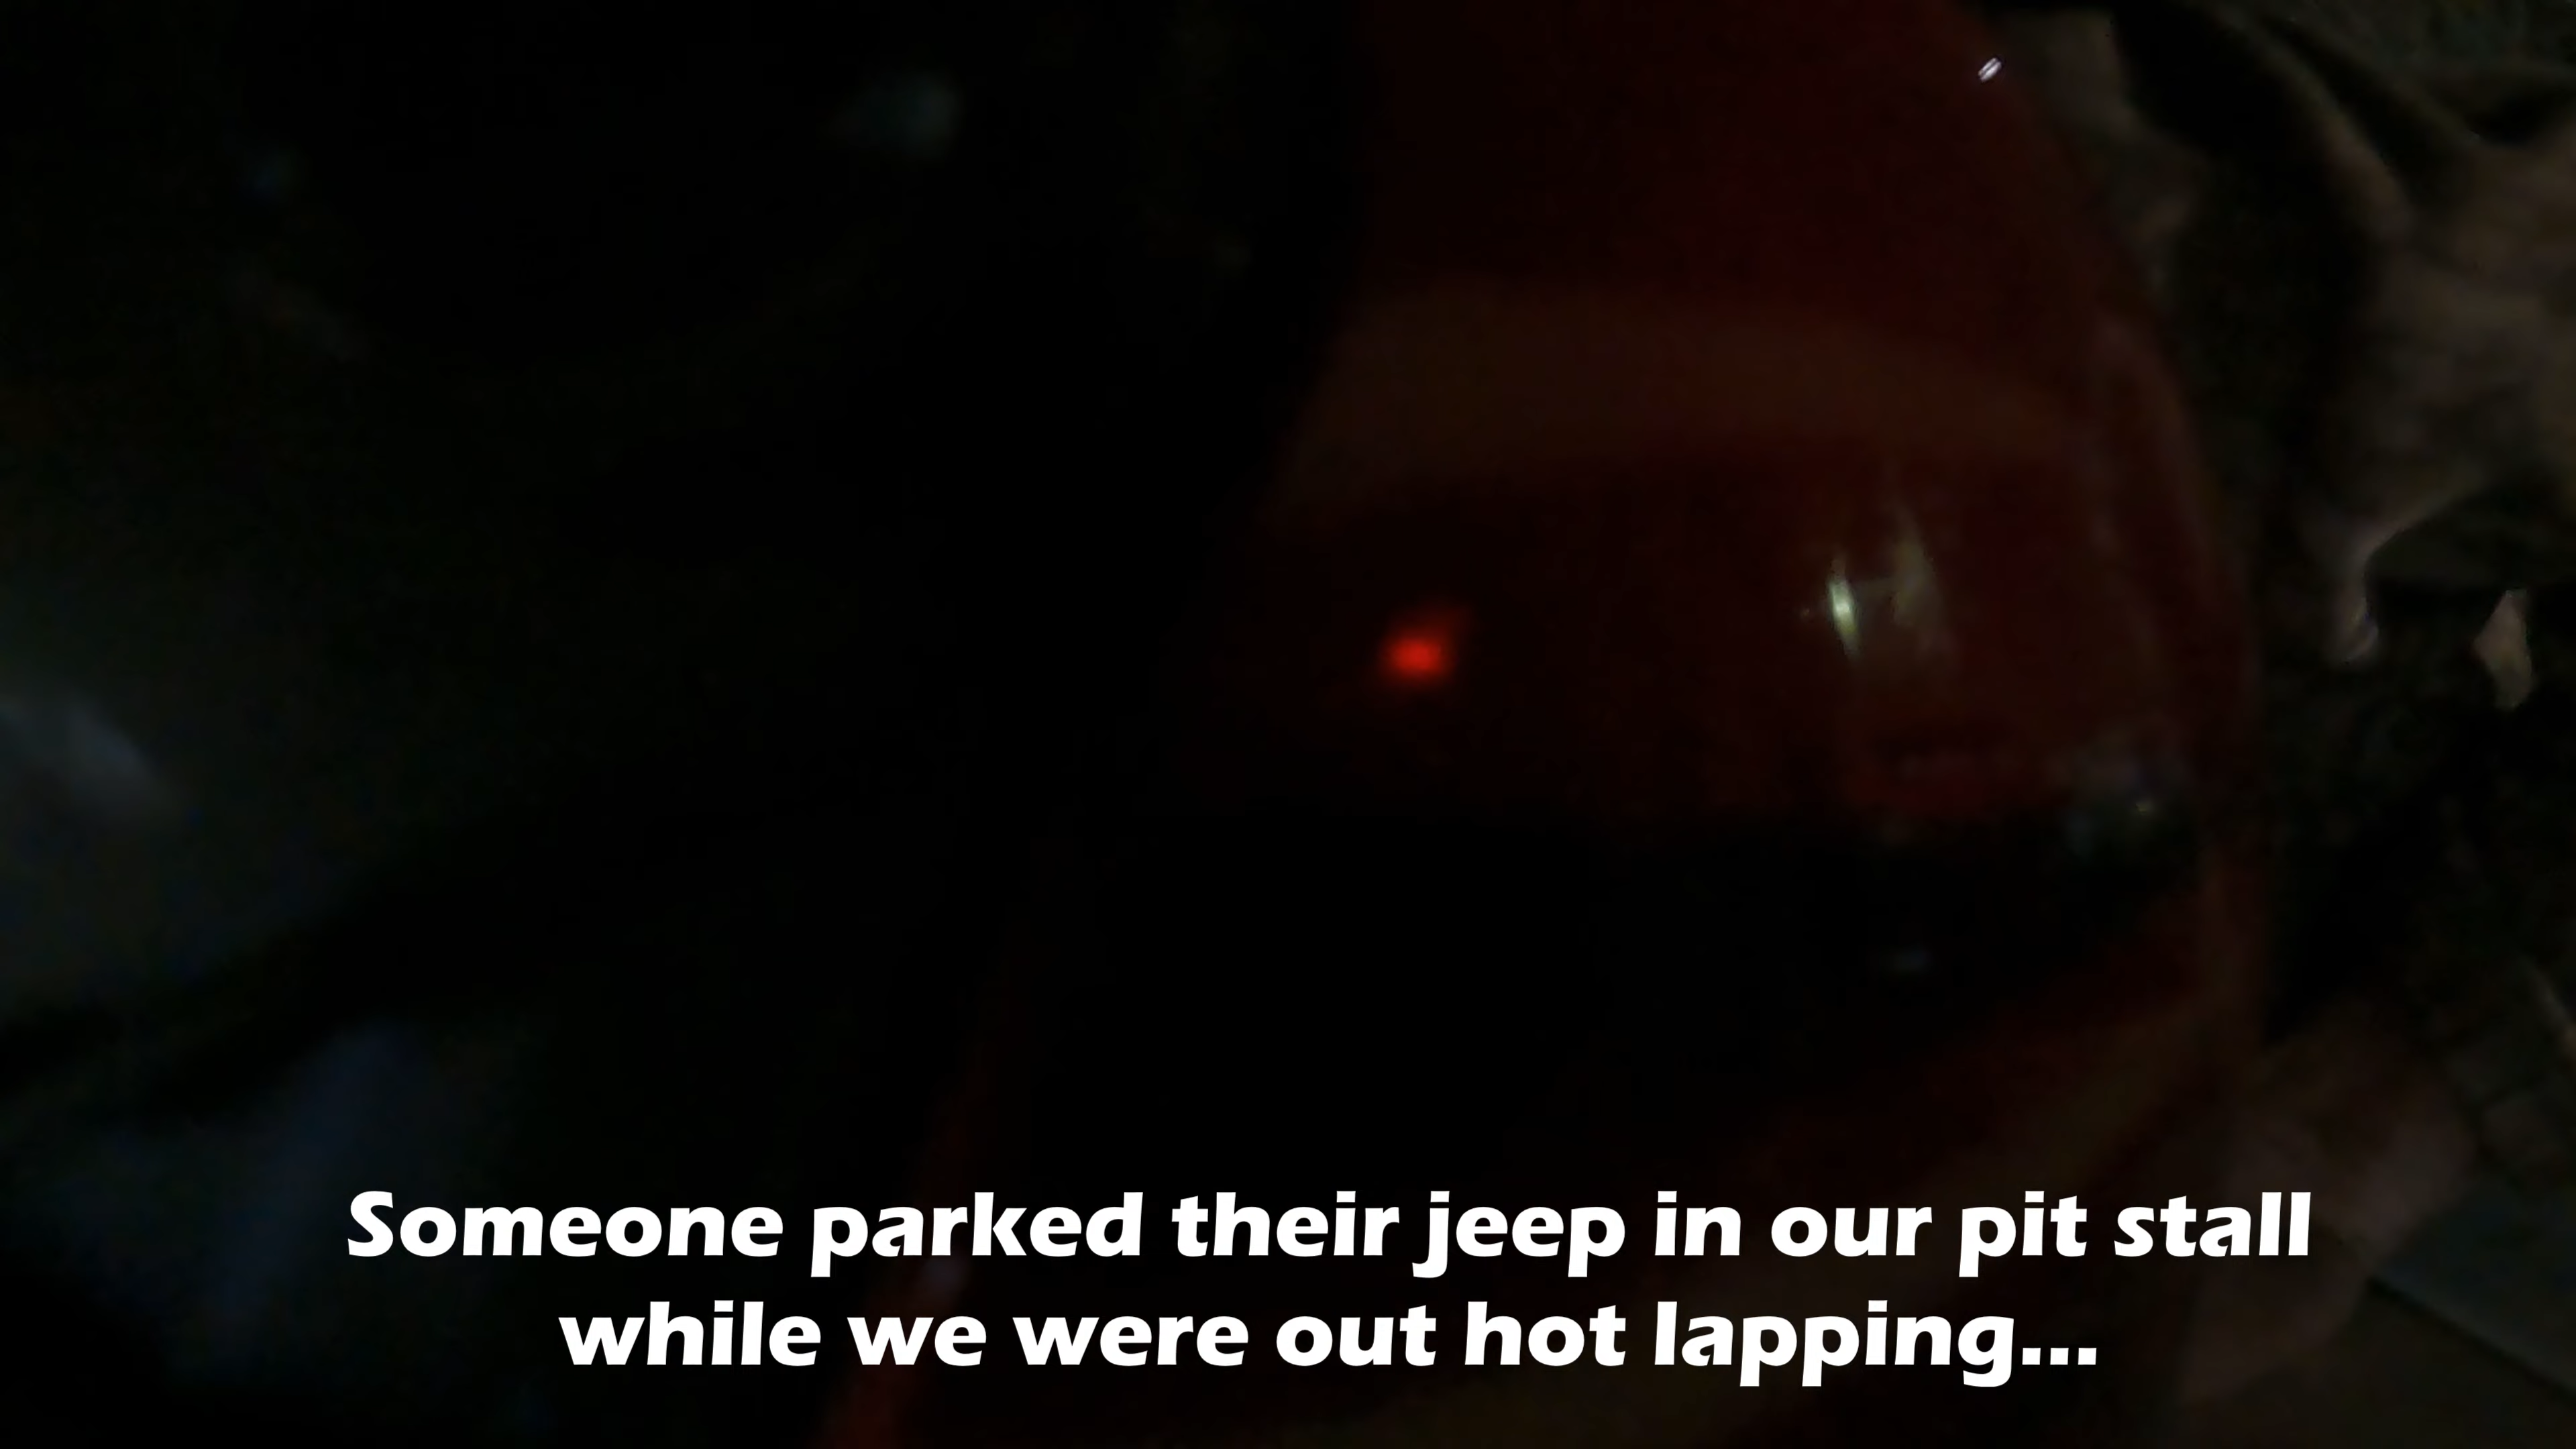 Someone parked their jeep in our pit stall
while we were out hot lapping...